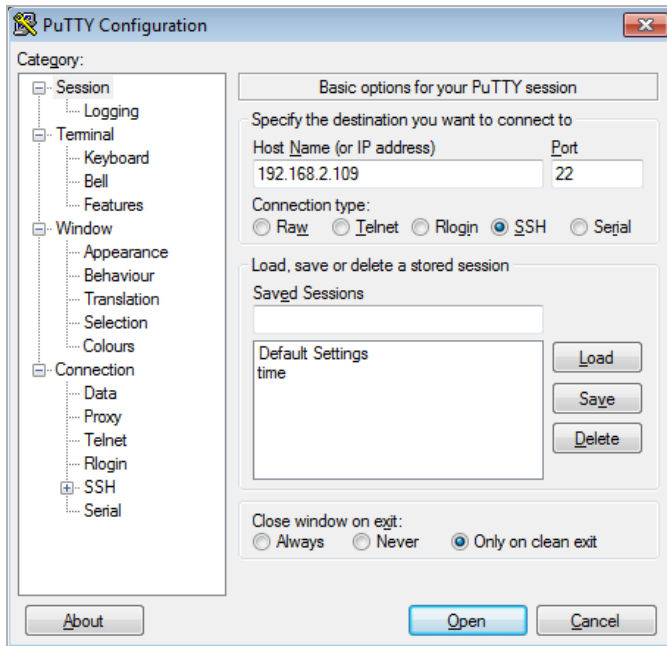 PuTTY Configuration
Category:
Session
Logging
Terminal
Keyboard
Bell
Features
Window
Appearance
Behaviour
Translation
Selection
Colours
Connection
Data
Proxy
Telnet
Rlogin
SSH
Serial
Basic options for your PuTTY session
Specify the destination you want to connect to
Host Name (or IP address) Port
192.168.2.109 22
Connection type:
Raw Telnet Rlogin SSH Serial
Load, save or delete a stored session
Saved Sessions
Default Settings
time
Load
Save
Delete
Close window on exit:
Always Never Only on clean exit
About Open Cancel